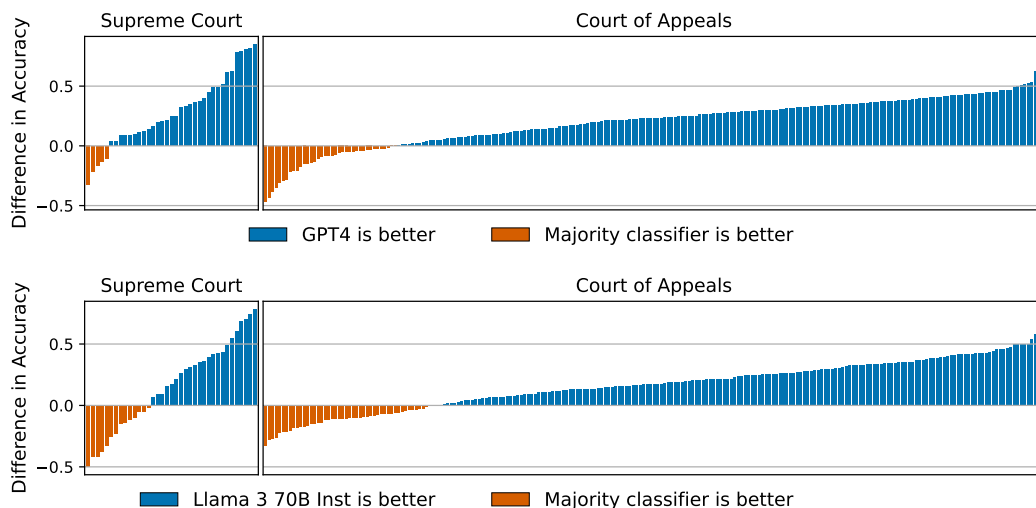 Supreme Court
Court of Appeals
Difference in Accuracy
0.5
0.0
−0.5
GPT4 is better
Majority classifier is better
Supreme Court
Court of Appeals
Difference in Accuracy
0.5
0.0
−0.5
Llama 3 70B Inst is better
Majority classifier is better